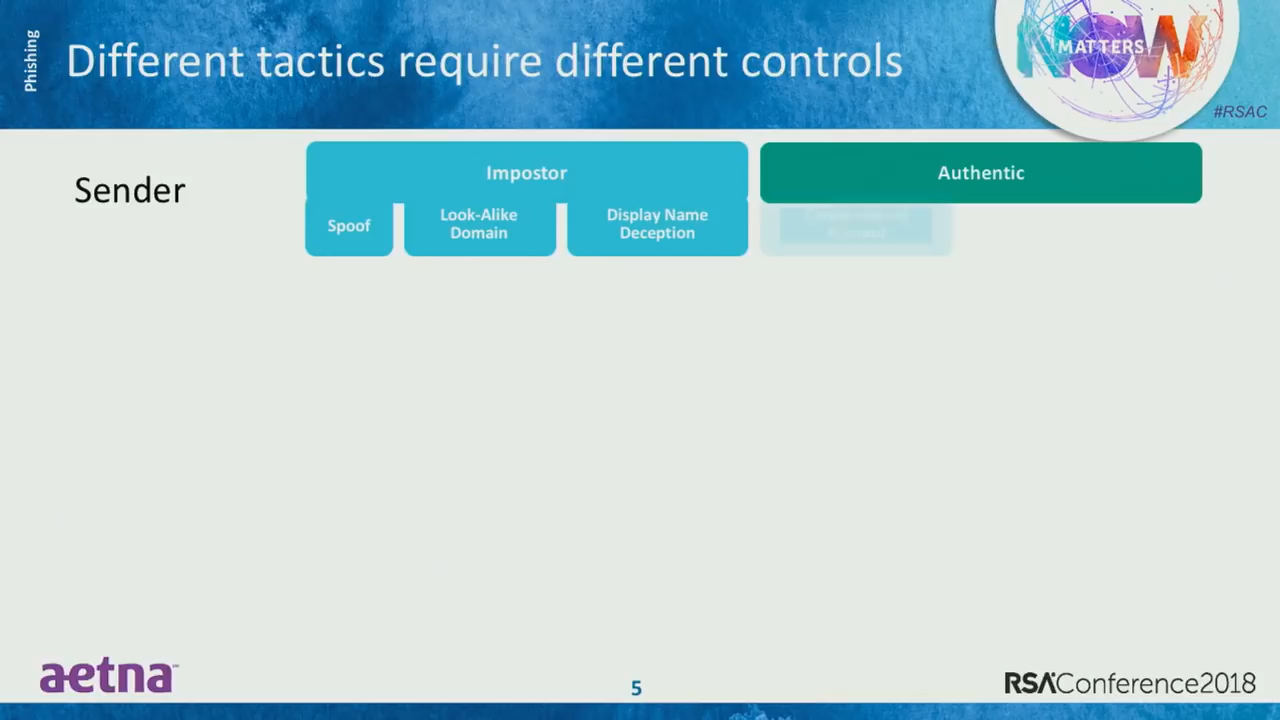 Phishing
Different tactics require different controls
NOW
MATTERS
#RSAC
Sender
Impostor
Authentic
Spoof
Look-Alike
Domain
Display Name
Deception
aetna
5
RSAConference2018